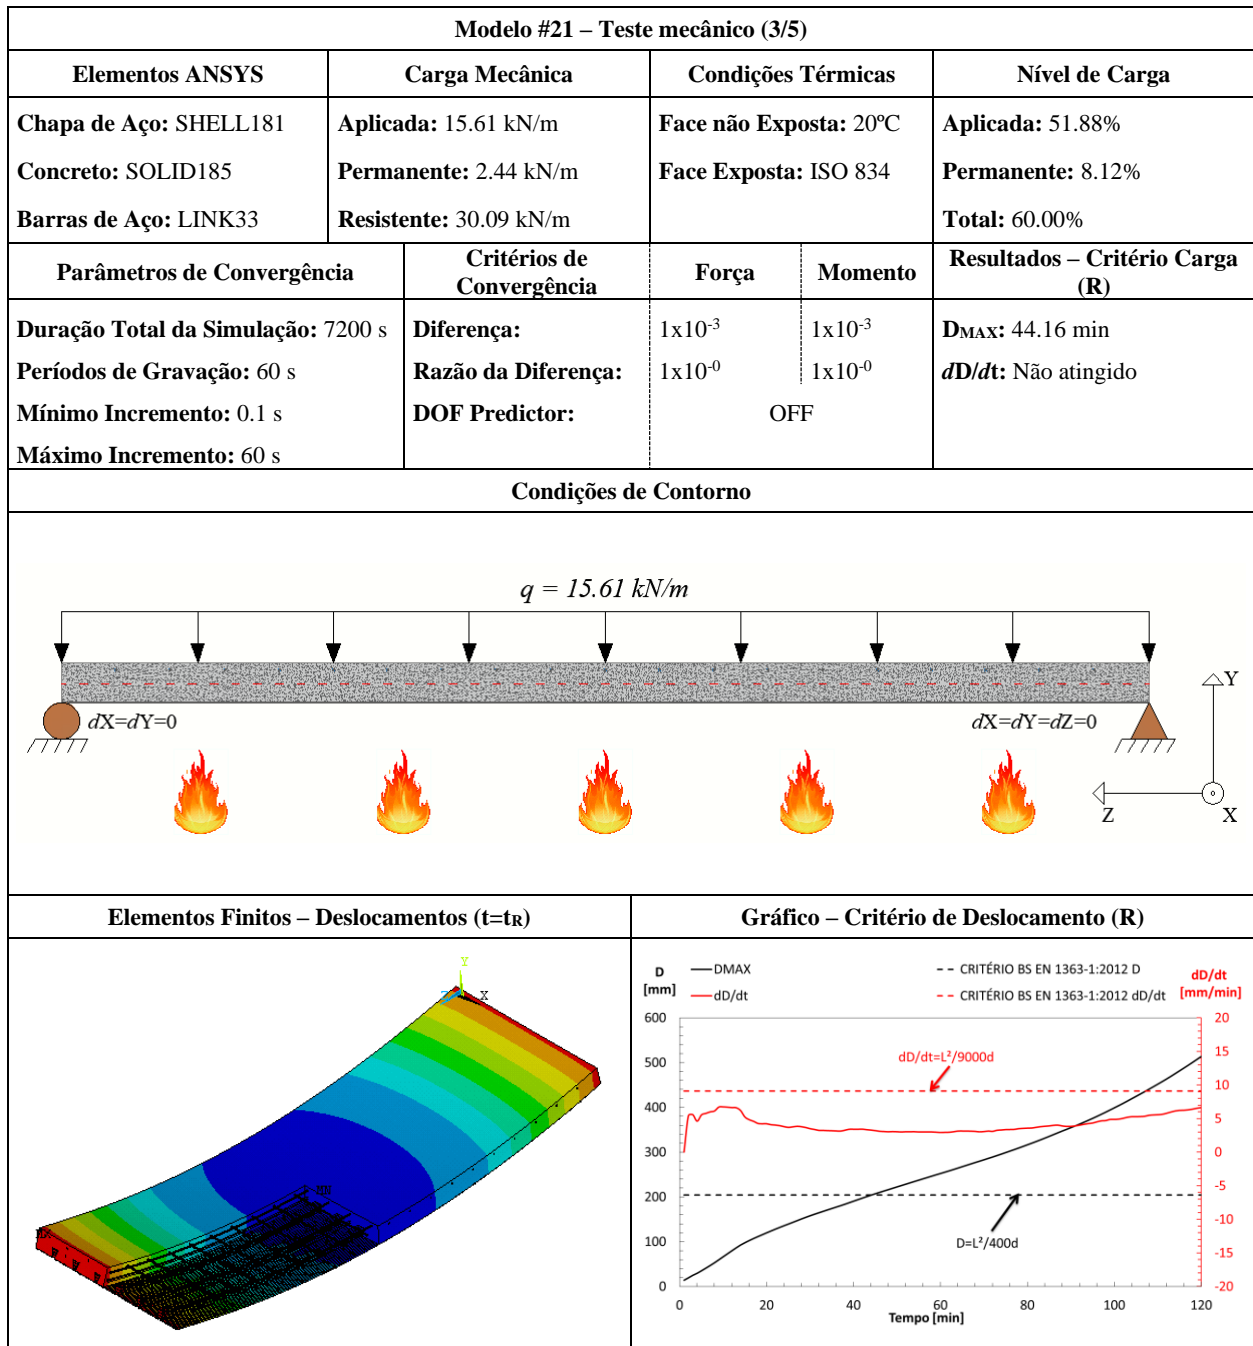 Modelo #21 – Teste mecânico (3/5)
Elementos ANSYS
Carga Mecânica
Condições Térmicas
Nível de Carga
Chapa de Aço: SHELL181
Concreto: SOLID185
Barras de Aço: LINK33
Aplicada: 15.61 kN/m
Permanente: 2.44 kN/m
Resistente: 30.09 kN/m
Face não Exposta: 20ºC
Face Exposta: ISO 834
Aplicada: 51.88%
Permanente: 8.12%
Total: 60.00%
Parâmetros de Convergência
Critérios de
Convergência
Força
Momento
Resultados – Critério Carga
(R)
Duração Total da Simulação: 7200 s
Períodos de Gravação: 60 s
Mínimo Incremento: 0.1 s
Máximo Incremento: 60 s
Diferença: 1x10-3 1x10-3
Razão da Diferença: 1x10-0 1x10-0
DOF Predictor: OFF
DMAX: 44.16 min
dD/dt: Não atingido
Condições de Contorno
q = 15.61 kN/m
dX=dY=0
dX=dY=dZ=0
Y
Z
X
Elementos Finitos – Deslocamentos (t=tR)
Gráfico – Critério de Deslocamento (R)
Y
Z
X
MN
D
[mm]
DMAX
dD/dt
CRITÉRIO BS EN 1363-1:2012 D
CRITÉRIO BS EN 1363-1:2012 dD/dt
dD/dt
[mm/min]
600
500
400
300
200
100
0
20
15
10
5
0
-5
-10
-15
-20
dD/dt=L²/9000d
D=L²/400d
0 20 40 60 80 100 120
Tempo [min]